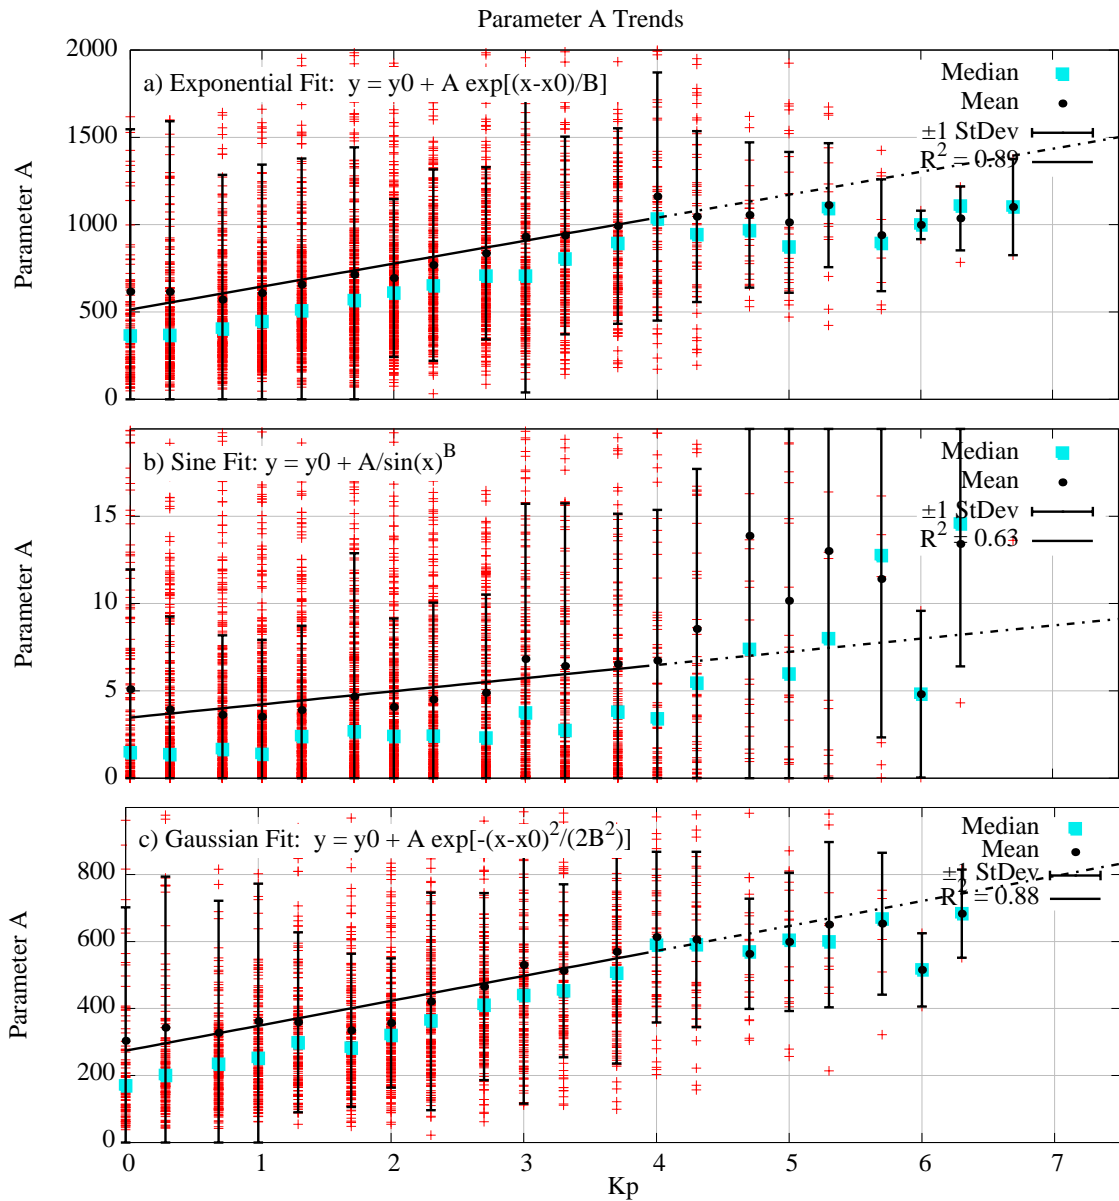 Parameter A Trends
2000
1500
1000
500
0
Parameter A
a) Exponential Fit: y = y0 + A exp[(x-x0)/B]
Median
Mean
±1 StDev
R² = 0.89
15
10
5
0
Parameter A
b) Sine Fit: y = y0 + A/sin(x)^B
Median
Mean
±1 StDev
R² = 0.63
800
600
400
200
0
Parameter A
c) Gaussian Fit: y = y0 + A exp[-(x-x0)²/(2B²)]
Median
Mean
±1 StDev
R² = 0.88
0 1 2 3 4 5 6 7
Kp